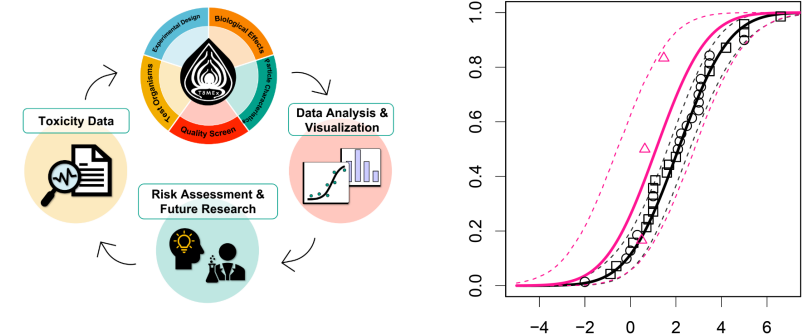 Experimental Design
Biological Effects
Test Organisms
Particle Characteristics
Quality Screen
TOMEx
Toxicity Data
Data Analysis &
Visualization
Risk Assessment &
Future Research
1.0
0.8
0.6
0.4
0.2
0.0
−4 −2 0 2 4 6